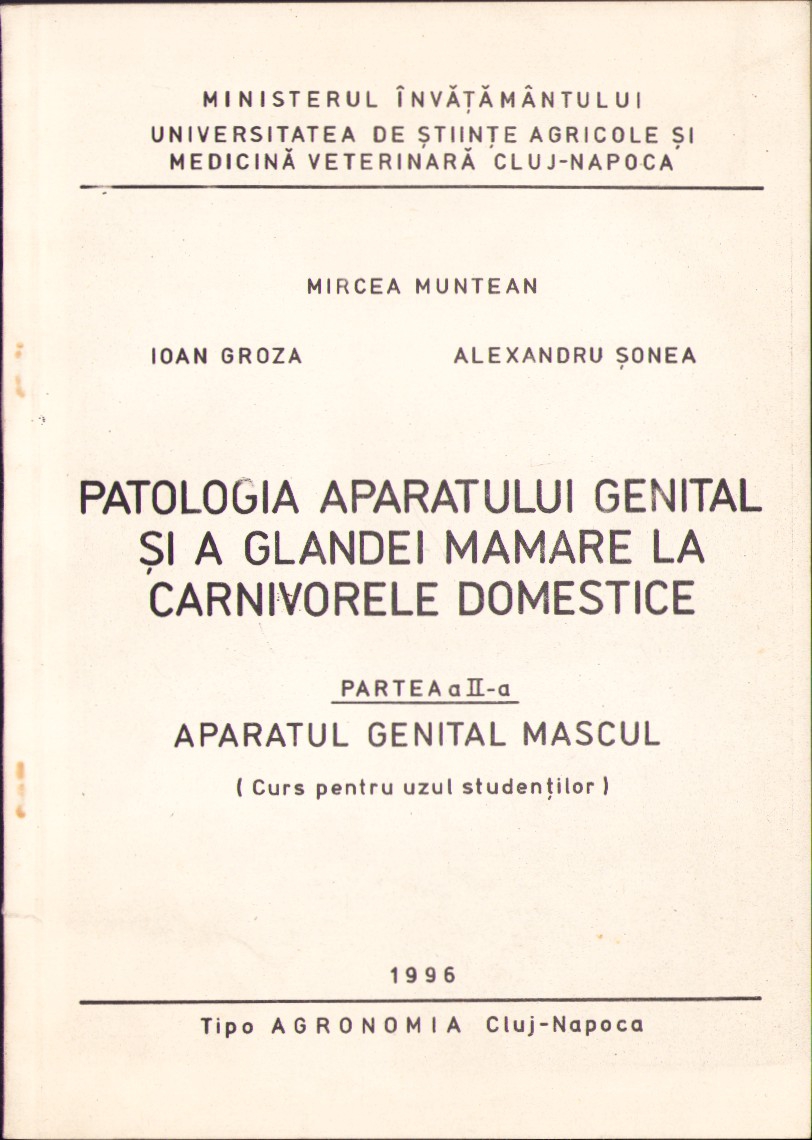 MINISTERUL ÎNVĂȚĂMÂNTULUI
UNIVERSITATEA DE ȘTIINȚE AGRICOLE ȘI
MEDICINĂ VETERINARĂ CLUJ-NAPOCA
MIRCEA MUNTEAN
IOAN GROZA ALEXANDRU ȘONEA
PATOLOGIA APARATULUI GENITAL
ȘI A GLANDEI MAMARE LA
CARNIVORELE DOMESTICE
PARTEA a II-a
APARATUL GENITAL MASCUL
(Curs pentru uzul studenților)
1996
Tipo AGRONOMIA Cluj-Napoca